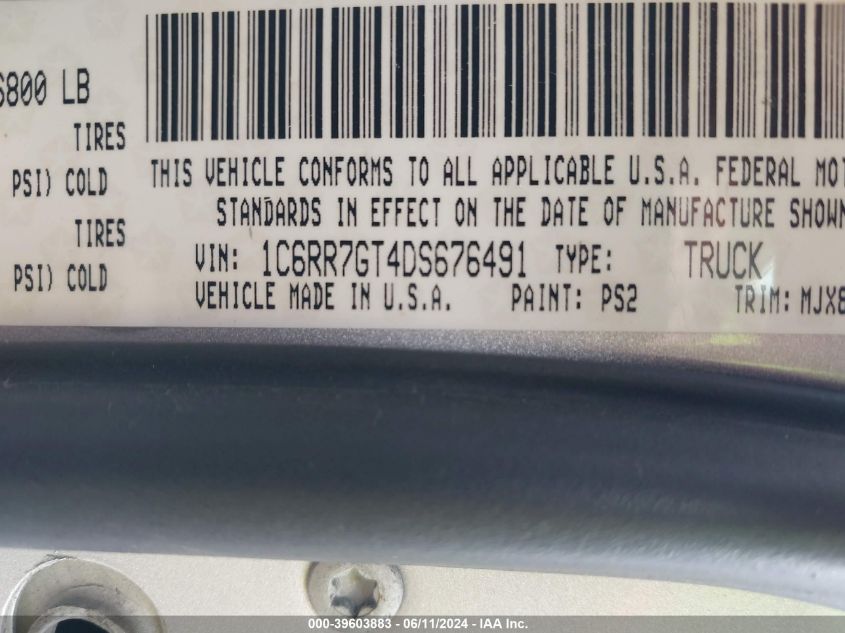 6800 LB
TIRES
PSI) COLD
TIRES
PSI) COLD
THIS VEHICLE CONFORMS TO ALL APPLICABLE U.S.A. FEDERAL MOT
STANDARDS IN EFFECT ON THE DATE OF MANUFACTURE SHOWN
VIN: 1C6RR7GT4DS676491 TYPE: TRUCK
VEHICLE MADE IN U.S.A. PAINT: PS2 TRIM: MJX8
000-39603883 / 06/11/2024 - IAA Inc.